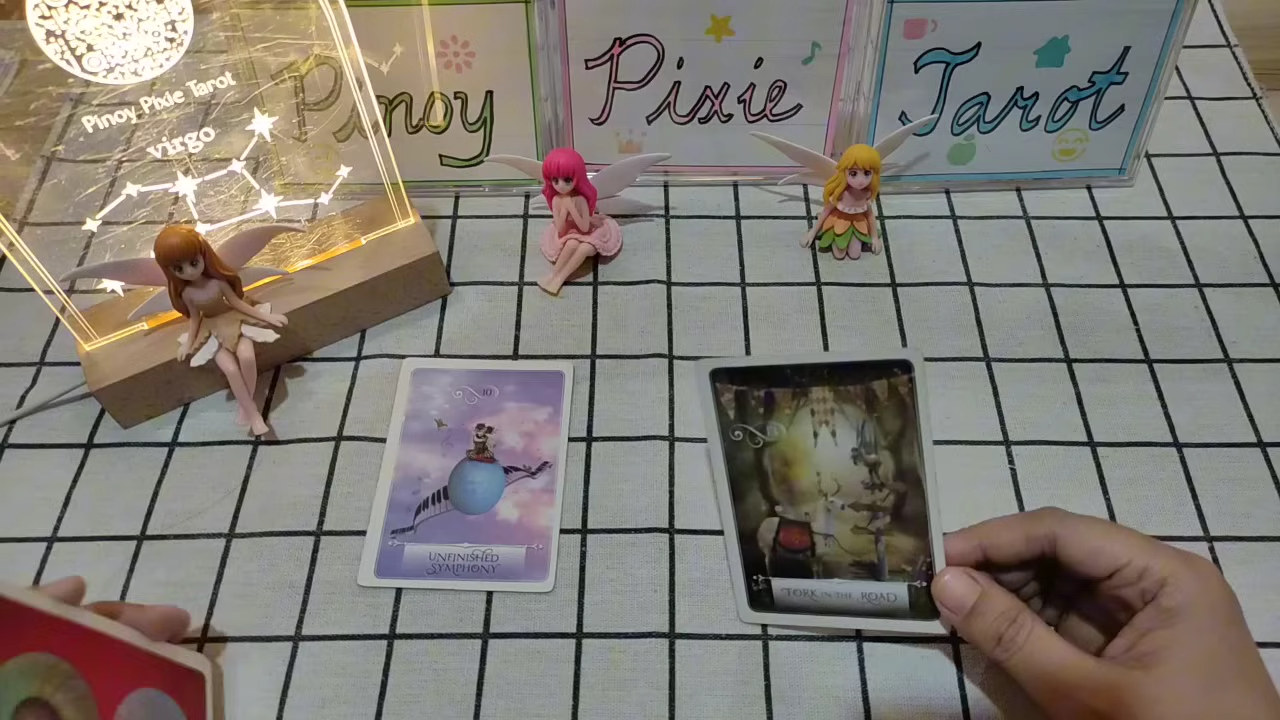 Pinoy Pixie Tarot
virgo
Pinoy
Pixie
Tarot
10
UNFINISHED
SYMPHONY
FORK IN THE ROAD